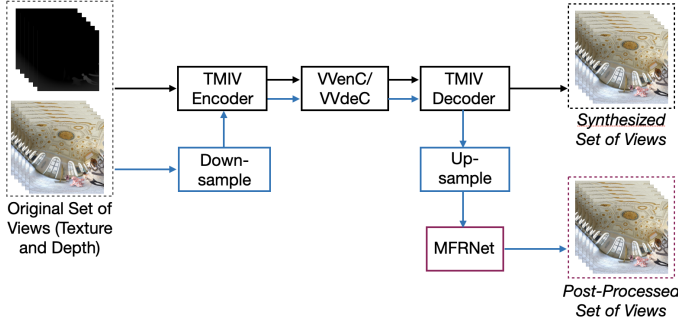 TMIV
Encoder
VVenC/
VVdeC
TMIV
Decoder
Synthesized
Set of Views
Down-
sample
Up-
sample
Original Set of
Views (Texture
and Depth)
MFRNet
Post-Processed
Set of Views